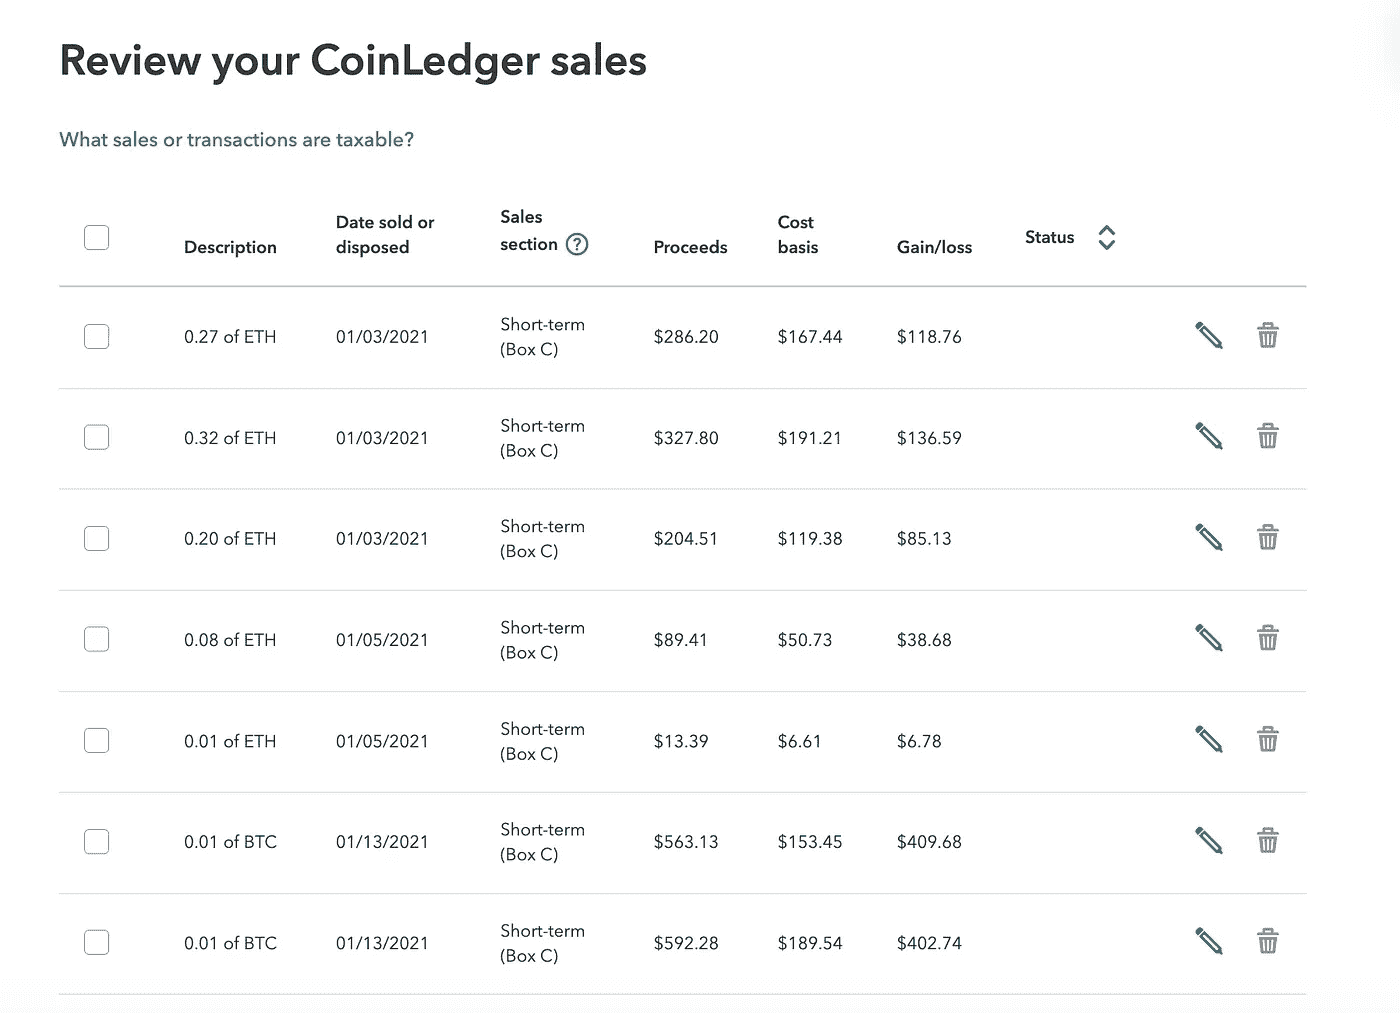 Review your CoinLedger sales
What sales or transactions are taxable?
Description
Date sold or
disposed
Sales
section ?
Proceeds
Cost
basis
Gain/loss
Status
0.27 of ETH 01/03/2021 Short-term
(Box C) $286.20 $167.44 $118.76
0.32 of ETH 01/03/2021 Short-term
(Box C) $327.80 $191.21 $136.59
0.20 of ETH 01/03/2021 Short-term
(Box C) $204.51 $119.38 $85.13
0.08 of ETH 01/05/2021 Short-term
(Box C) $89.41 $50.73 $38.68
0.01 of ETH 01/05/2021 Short-term
(Box C) $13.39 $6.61 $6.78
0.01 of BTC 01/13/2021 Short-term
(Box C) $563.13 $153.45 $409.68
0.01 of BTC 01/13/2021 Short-term
(Box C) $592.28 $189.54 $402.74